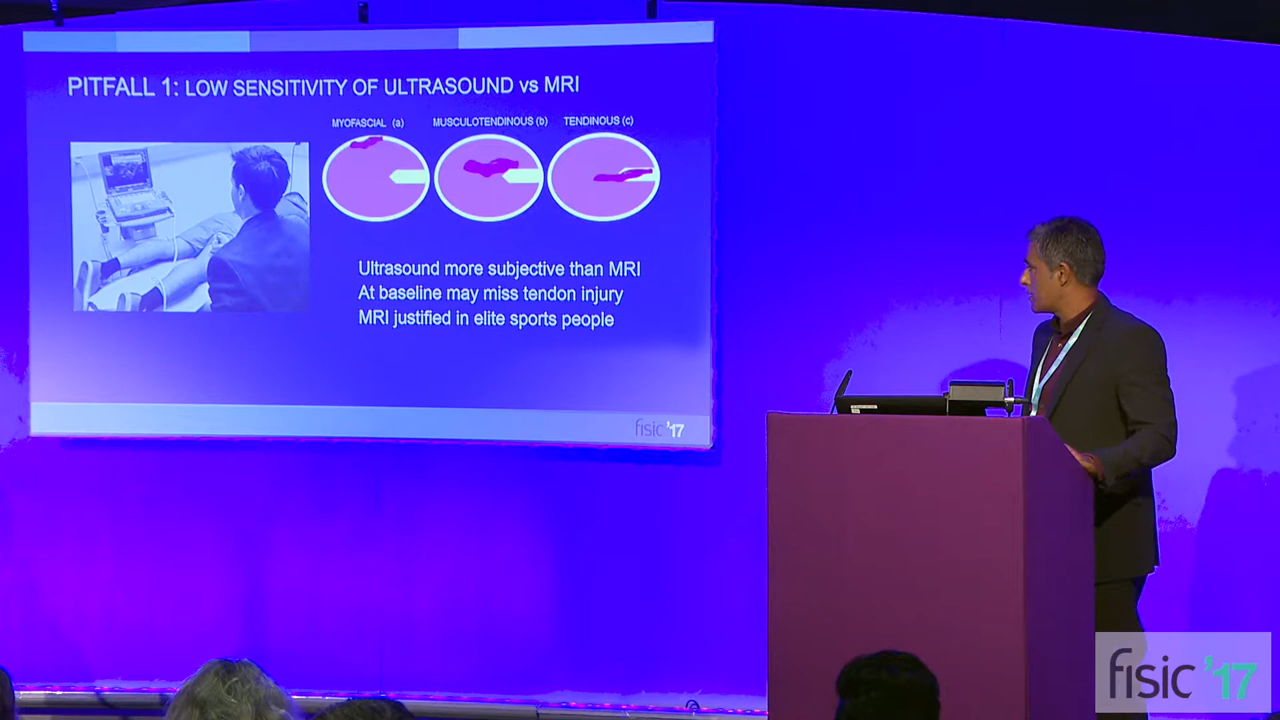 PITFALL 1: LOW SENSITIVITY OF ULTRASOUND vs MRI
MYOFASCIAL (a)
MUSCULOTENDINOUS (b)
TENDINOUS (c)
Ultrasound more subjective than MRI
At baseline may miss tendon injury
MRI justified in elite sports people
fisic '17
fisic '17